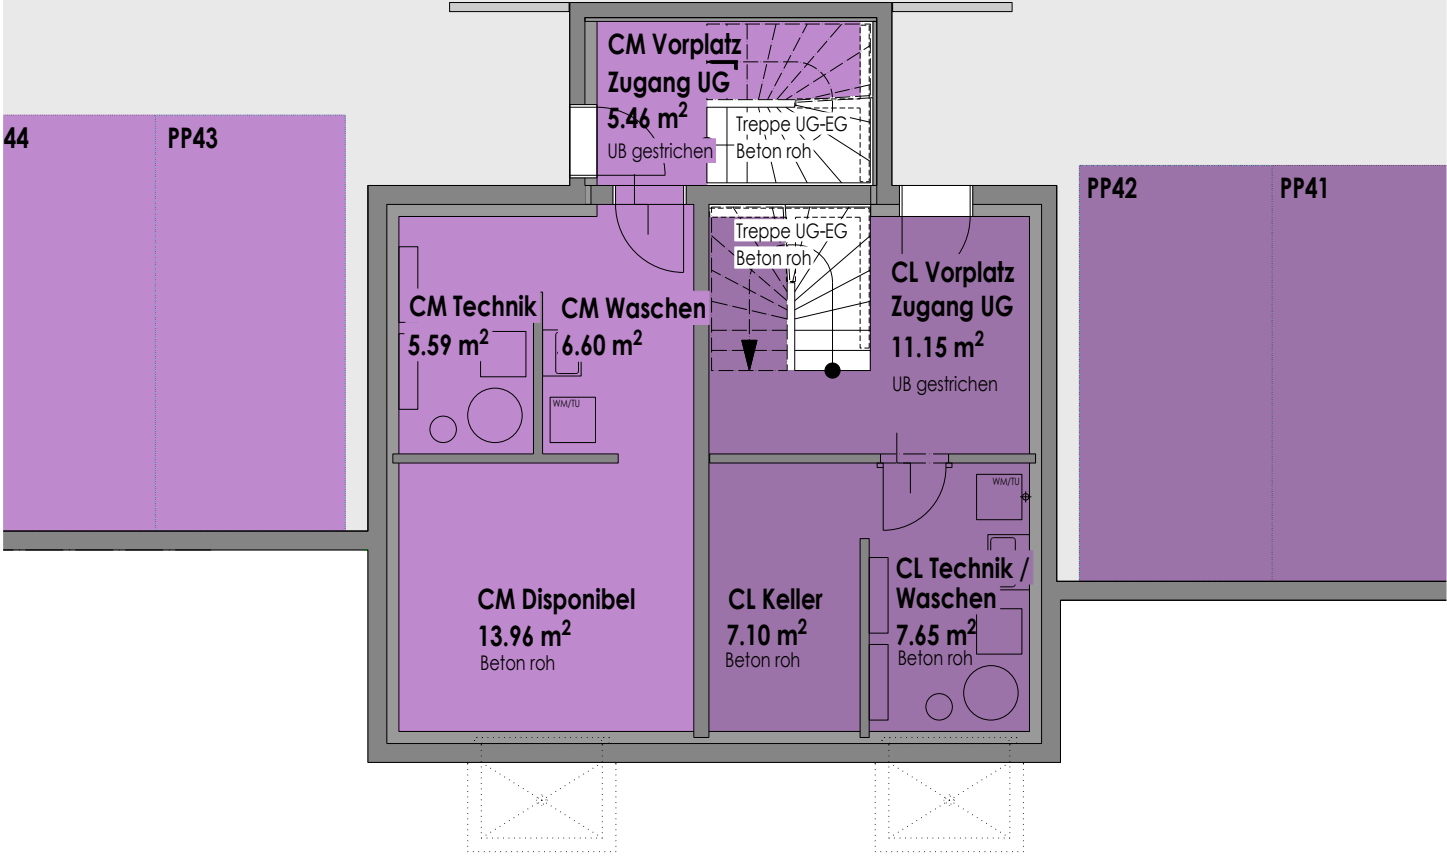 CM Vorplatz
Zugang UG
5.46 m²
UB gestrichen
Treppe UG-EG
Beton roh
44
PP43
PP42
PP41
Treppe UG-EG
Beton roh
CL Vorplatz
Zugang UG
11.15 m²
UB gestrichen
CM Technik
5.59 m²
CM Waschen
6.60 m²
WM/TU
WM/TU
CM Disponibel
13.96 m²
Beton roh
CL Keller
7.10 m²
Beton roh
CL Technik /
Waschen
7.65 m²
Beton roh